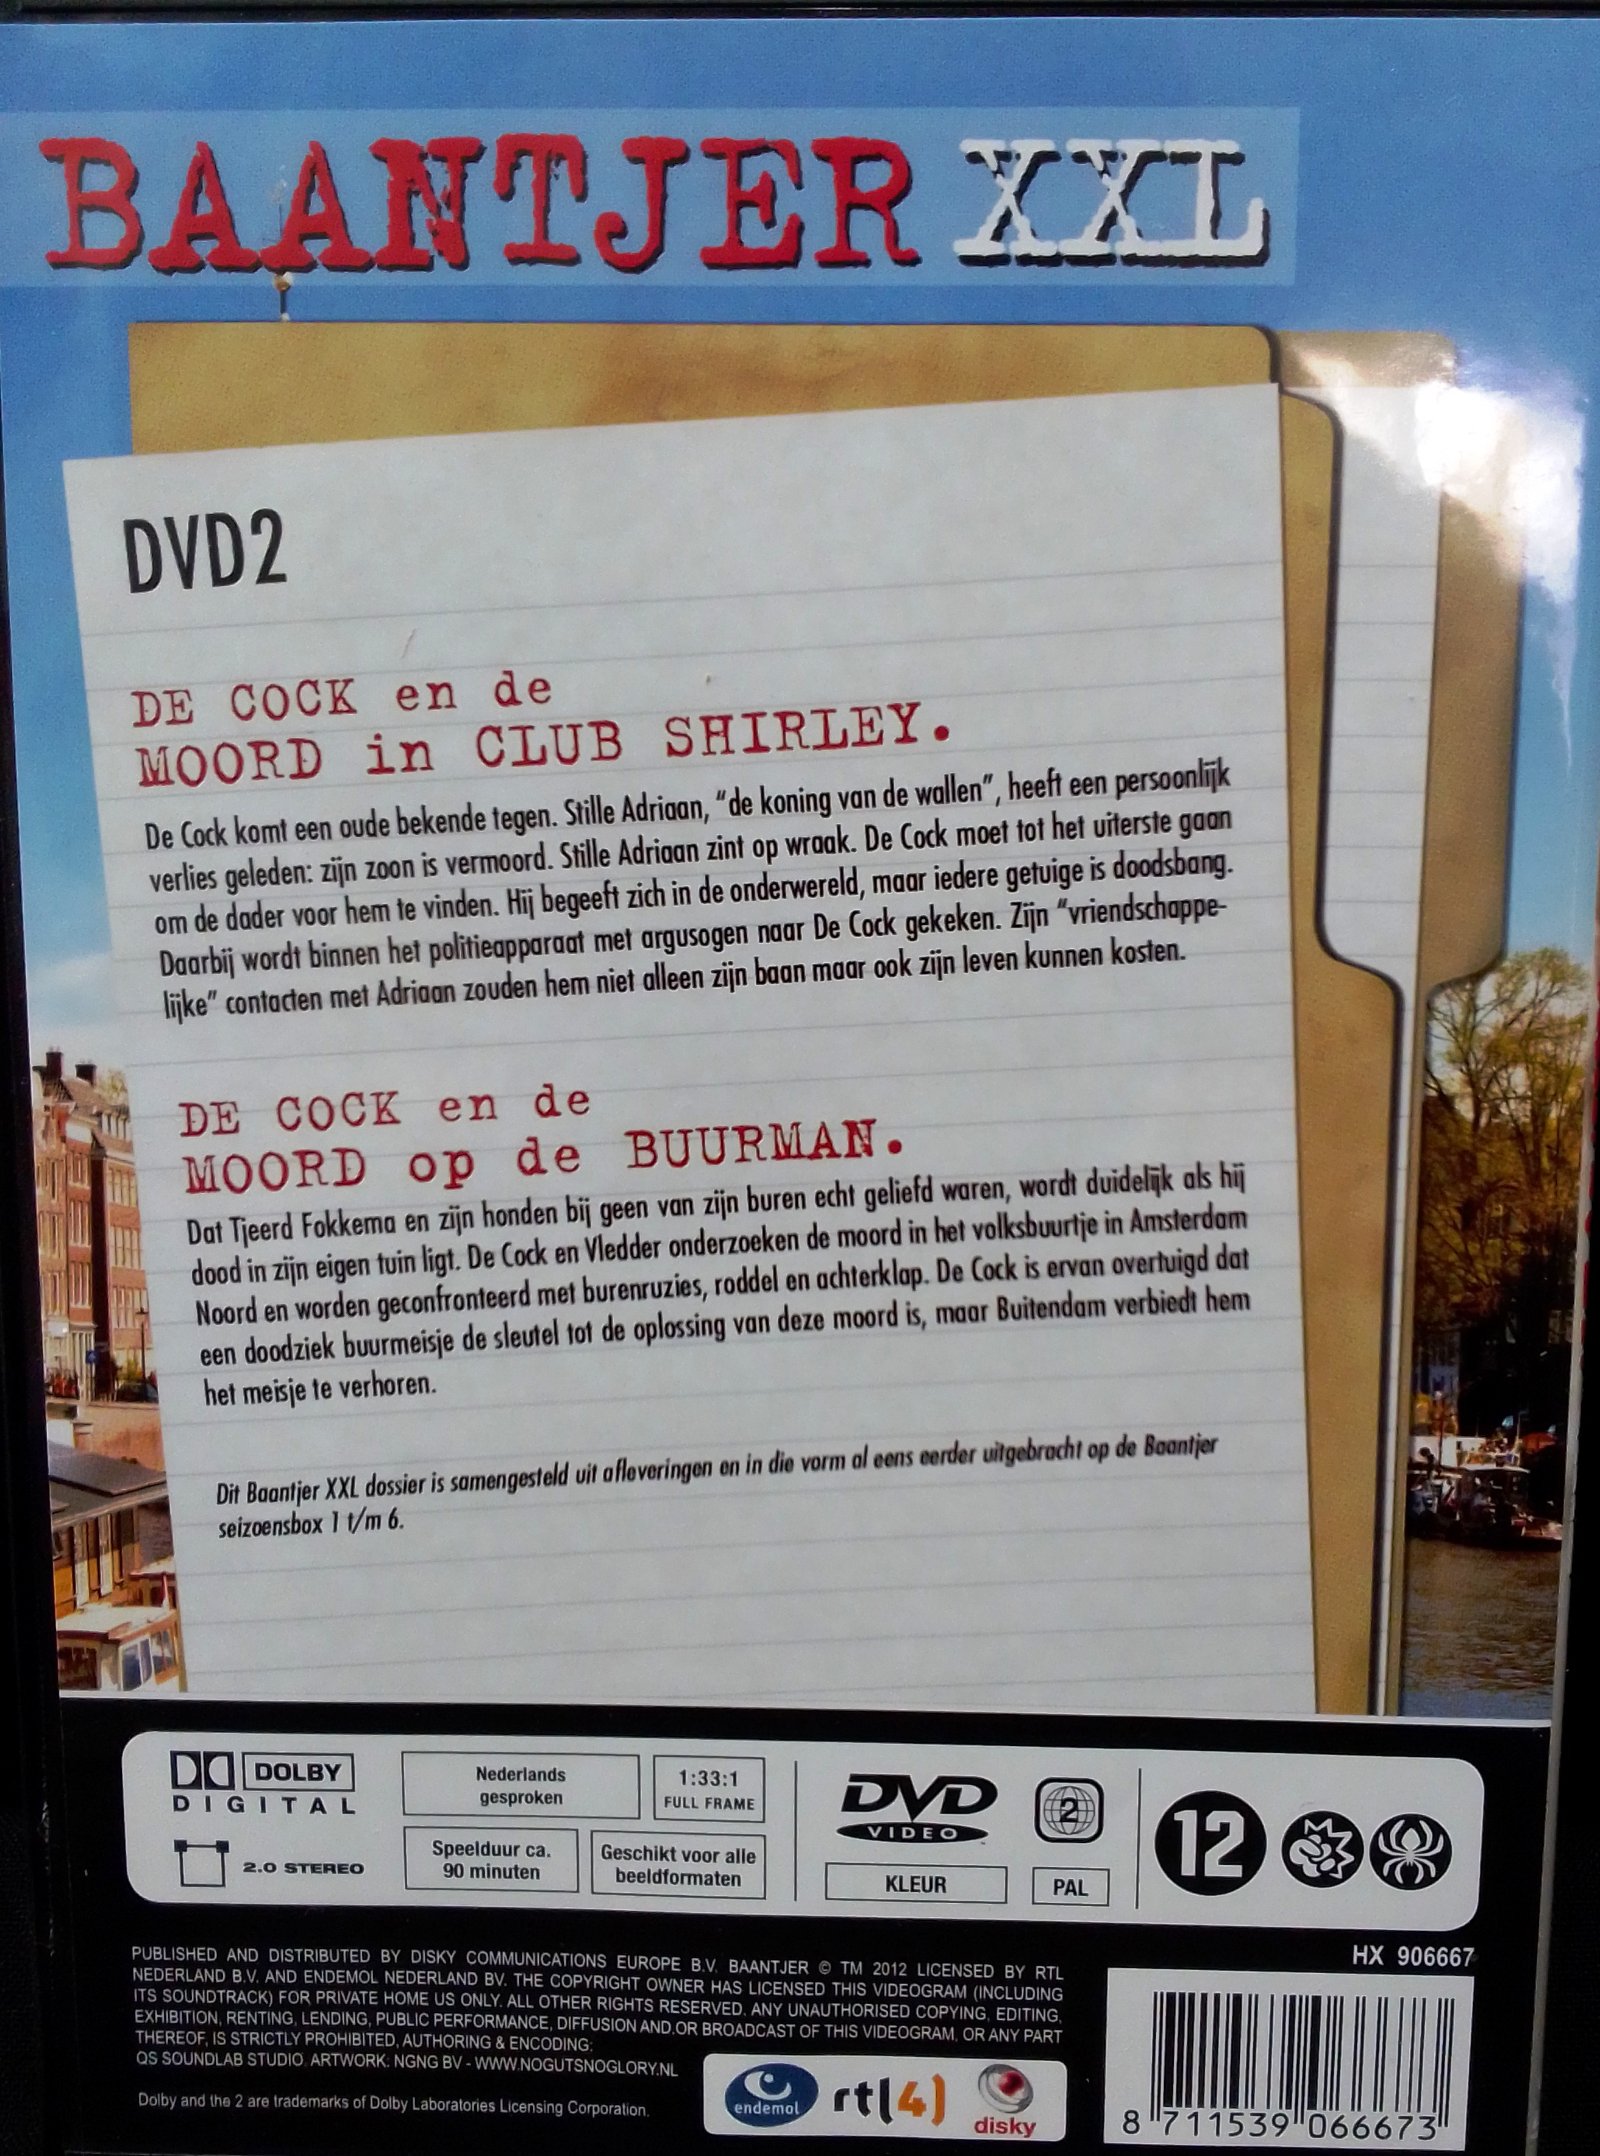 BAANTJER XXL
DVD2
DE COCK en de
MOORD in CLUB SHIRLEY.
De Cock komt een oude bekende tegen. Stille Adriaan, "de koning van de wallen", heeft een persoonlijk
verlies geleden: zijn zoon is vermoord. Stille Adriaan zint op wraak. De Cock moet tot het uiterste gaan
om de dader voor hem te vinden. Hij begeeft zich in de onderwereld, maar iedere getuige is doodsbang.
Daarbij wordt binnen het politieapparaat met argusogen naar De Cock gekeken. Zijn "vriendschappe-
lijke" contacten met Adriaan zouden hem niet alleen zijn baan maar ook zijn leven kunnen kosten.
DE COCK en de
MOORD op de BUURMAN.
Dat Tjeerd Fokkema en zijn honden bij geen van zijn buren echt geliefd waren, wordt duidelijk als hij
dood in zijn eigen tuin ligt. De Cock en Vledder onderzoeken de moord in het volksbuurtje in Amsterdam
Noord en worden geconfronteerd met burenruzies, roddel en achterklap. De Cock is ervan overtuigd dat
een doodziek buurmeisje de sleutel tot de oplossing van deze moord is, maar Buitendam verbiedt hem
het meisje te verhoren.
Dit Baantjer XXL dossier is samengesteld uit afleveringen en in die vorm al eens eerder uitgebracht op de Baantjer
seizoensbox 1 t/m 6.
DOLBY
DIGITAL
2.0 STEREO
Nederlands
gesproken
1:33:1
FULL FRAME
Speelduur ca.
90 minuten
Geschikt voor alle
beeldformaten
DVD
VIDEO
KLEUR
2
PAL
12
HX 906667
PUBLISHED AND DISTRIBUTED BY DISKY COMMUNICATIONS EUROPE B.V. BAANTJER © TM 2012 LICENSED BY RTL
NEDERLAND B.V. AND ENDEMOL NEDERLAND BV. THE COPYRIGHT OWNER HAS LICENSED THIS VIDEOGRAM (INCLUDING
ITS SOUNDTRACK) FOR PRIVATE HOME US ONLY. ALL OTHER RIGHTS RESERVED. ANY UNAUTHORISED COPYING, EDITING,
EXHIBITION, RENTING, LENDING, PUBLIC PERFORMANCE, DIFFUSION AND.OR BROADCAST OF THIS VIDEOGRAM, OR ANY PART
THEREOF, IS STRICTLY PROHIBITED, AUTHORING & ENCODING:
QS SOUNDLAB STUDIO. ARTWORK: NGNG BV - WWW.NOGUTSNOGLORY.NL
Dolby and the 2 are trademarks of Dolby Laboratories Licensing Corporation.
endemol
rtl 4
disky
8 711539 066673